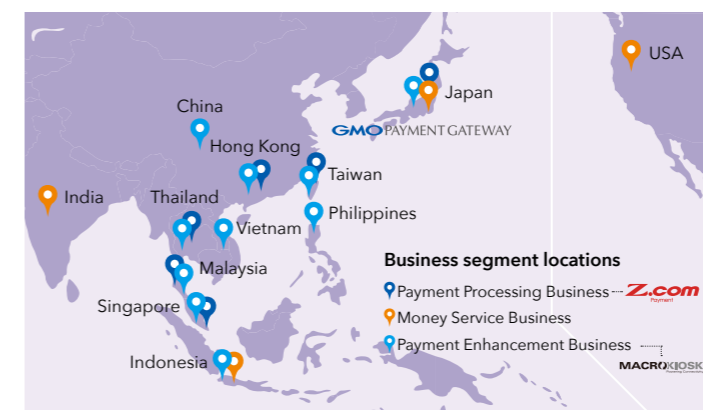 USA
Japan
China
GMO PAYMENT GATEWAY
Hong Kong
Taiwan
India
Thailand
Philippines
Vietnam
Malaysia
Singapore
Indonesia
Business segment locations
Payment Processing Business
Z.com
Payment
Money Service Business
Payment Enhancement Business
MACROKIOSK